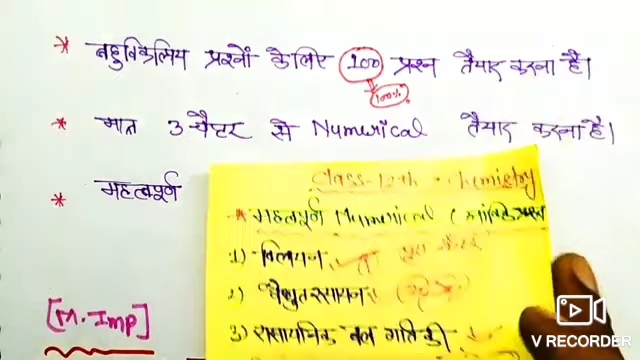 * बहुविकल्पिय प्रश्नों के लिए 100 प्रश्न तैयार करना है।
100%
* मात्र 3 चैप्टर से Numerical तैयार करना है।
* महत्वपूर्ण
Class-12th Chemistry
* महत्वपूर्ण Numerical (आंकिक प्रश्न
1) विलयन
2) वैधुत रसायन
3) रासायनिक बल गतिकी
[M. Imp]
V RECORDER